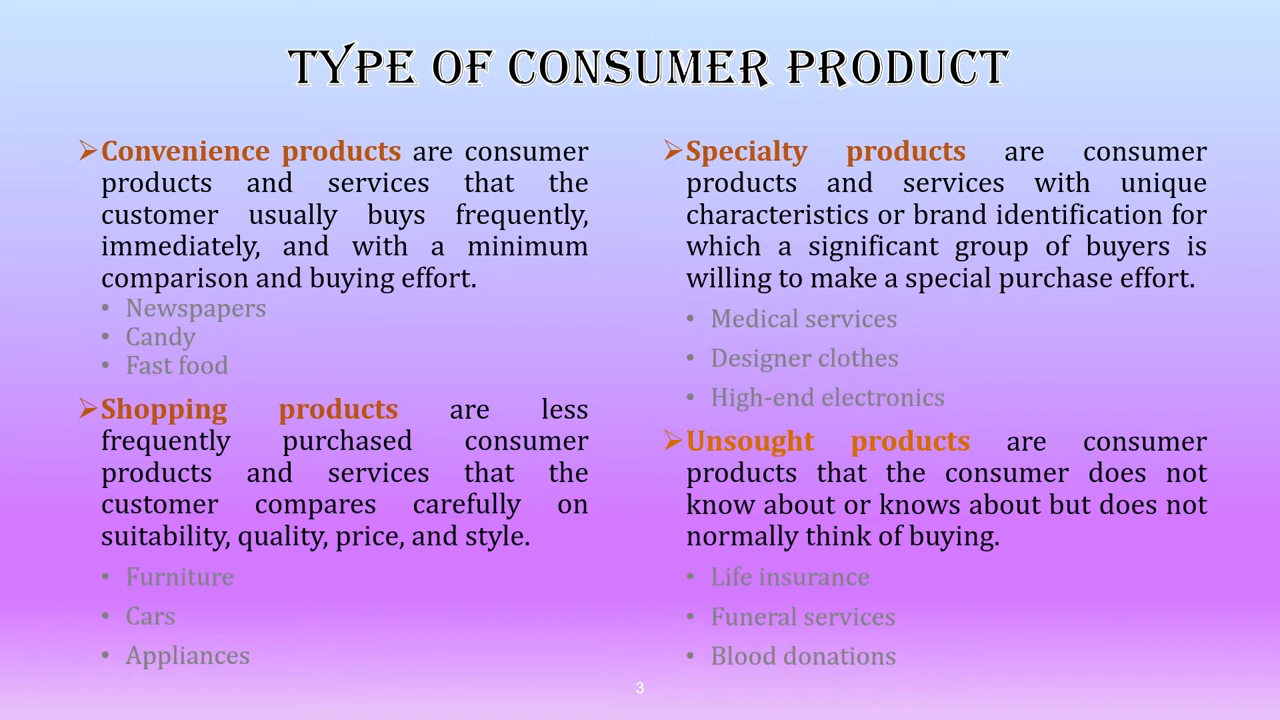 TYPE OF CONSUMER PRODUCT
➢Convenience products are consumer
products and services that the
customer usually buys frequently,
immediately, and with a minimum
comparison and buying effort.
• Newspapers
• Candy
• Fast food
➢Shopping products are less
frequently purchased consumer
products and services that the
customer compares carefully on
suitability, quality, price, and style.
• Furniture
• Cars
• Appliances
➢Specialty products are consumer
products and services with unique
characteristics or brand identification for
which a significant group of buyers is
willing to make a special purchase effort.
• Medical services
• Designer clothes
• High-end electronics
➢Unsought products are consumer
products that the consumer does not
know about or knows about but does not
normally think of buying.
• Life insurance
• Funeral services
• Blood donations
3